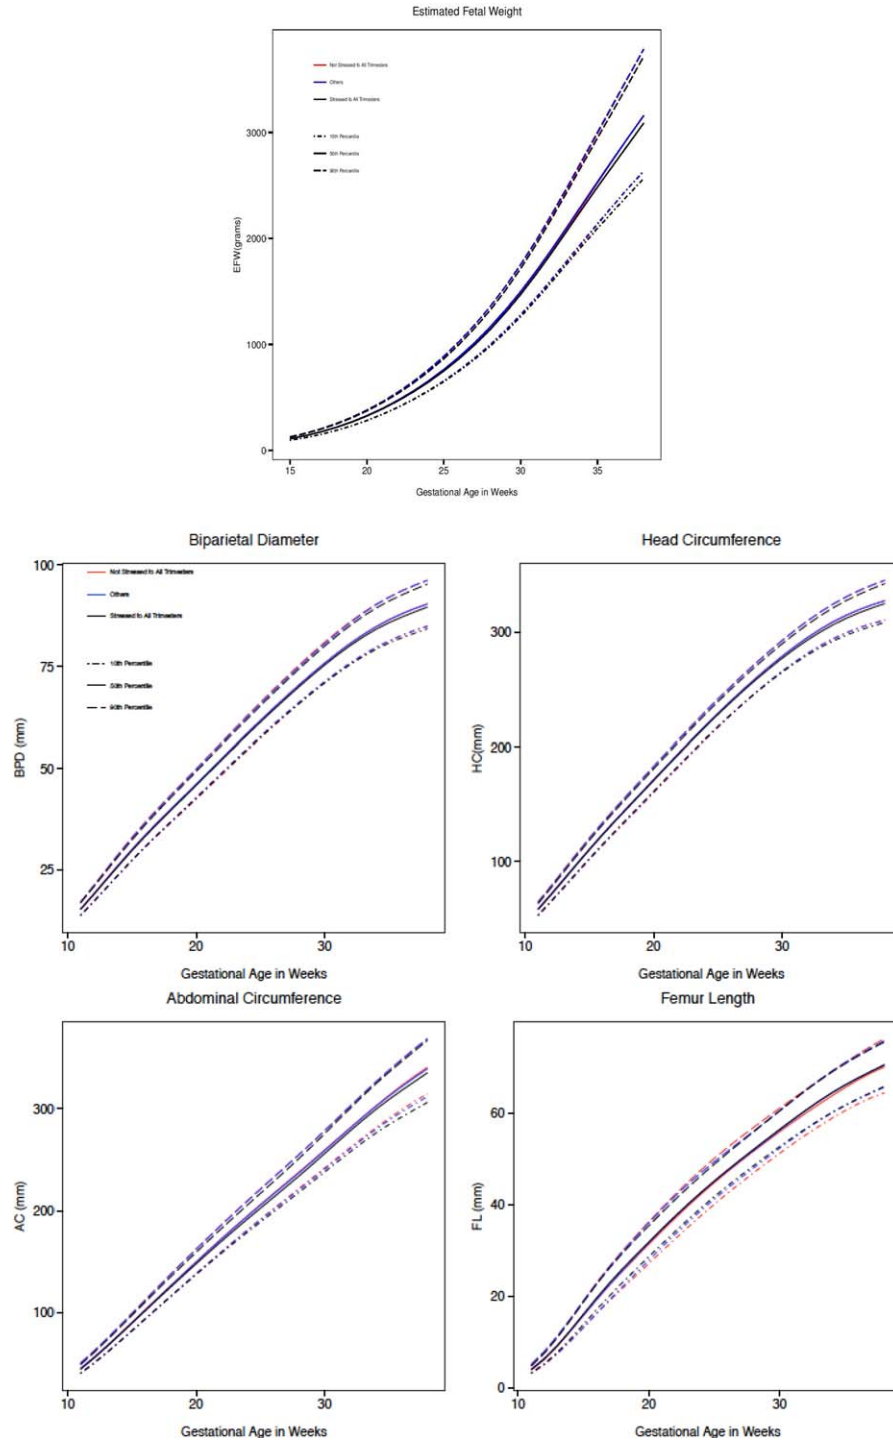 Estimated Fetal Weight
Not Stressed to All Trimesters
Others
Stressed to All Trimesters
10th Percentile
50th Percentile
90th Percentile
3000
2000
1000
0
EFW(grams)
15 20 25 30 35
Gestational Age in Weeks
Biparietal Diameter
Not Stressed to All Trimesters
Others
Stressed to All Trimesters
10th Percentile
50th Percentile
90th Percentile
100
75
50
25
BPD (mm)
10 20 30
Gestational Age in Weeks
Head Circumference
300
200
100
HC(mm)
10 20 30
Gestational Age in Weeks
Abdominal Circumference
300
200
100
AC (mm)
10 20 30
Gestational Age in Weeks
Femur Length
60
40
20
0
FL (mm)
10 20 30
Gestational Age in Weeks